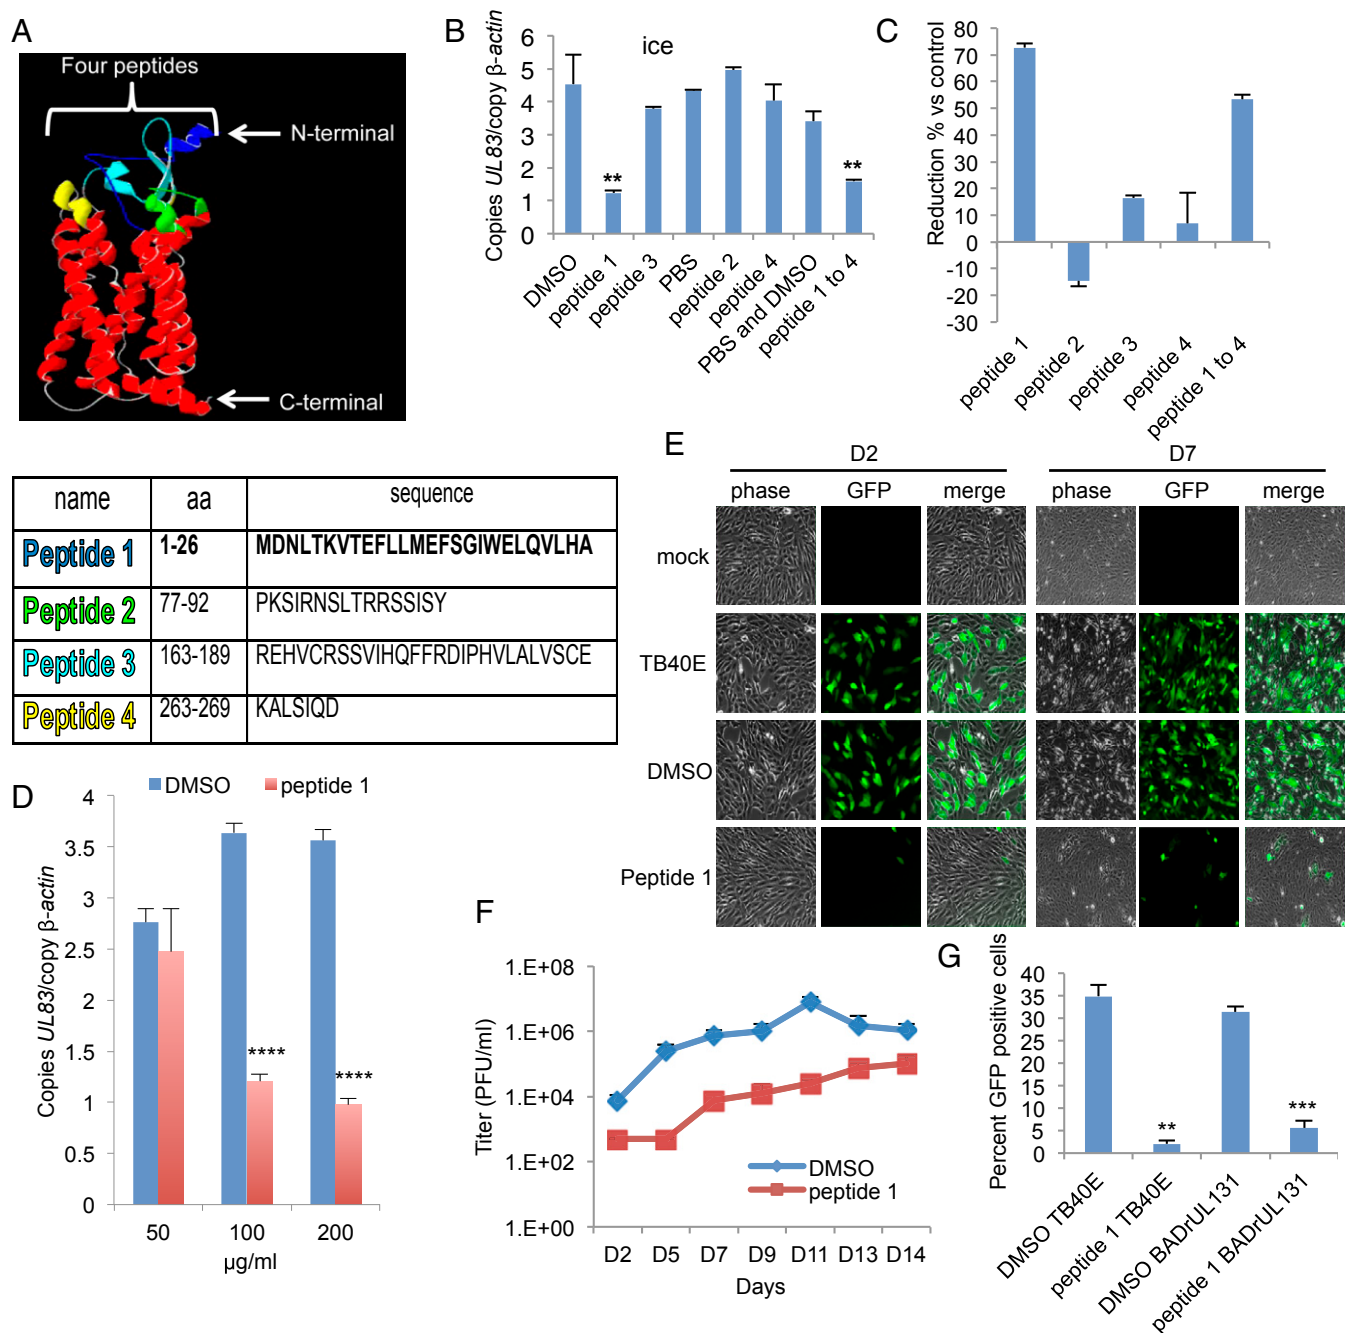 A
Four peptides
N-terminal
C-terminal
name aa sequence
Peptide 1 1-26 MDNLTKVTEFLLMEFSGIWELQVLHA
Peptide 2 77-92 PKSIRNSLTRRSSISY
Peptide 3 163-189 REHVCRSSVIHQFFRDIPHVLALVSCE
Peptide 4 263-269 KALSIQD
B
Copies UL83/copy β-actin
ice
6
5
4
3
2
1
0
**
**
DMSO
peptide 1
peptide 3
PBS
peptide 2
peptide 4
PBS and DMSO
peptide 1 to 4
C
Reduction % vs control
80
70
60
50
40
30
20
10
0
-10
-20
-30
peptide 1
peptide 2
peptide 3
peptide 4
peptide 1 to 4
D
DMSO peptide 1
Copies UL83/copy β-actin
4
3.5
3
2.5
2
1.5
1
0.5
0
****
****
50 100 200
µg/ml
E
D2 D7
phase GFP merge phase GFP merge
mock
TB40E
DMSO
Peptide 1
F
Titer (PFU/ml)
1.E+08
1.E+06
1.E+04
1.E+02
1.E+00
DMSO
peptide 1
D2 D5 D7 D9 D11 D13 D14
Days
G
Percent GFP positive cells
40
35
30
25
20
15
10
5
0
**
***
DMSO TB40E
peptide 1 TB40E
DMSO BADrUL131
peptide 1 BADrUL131